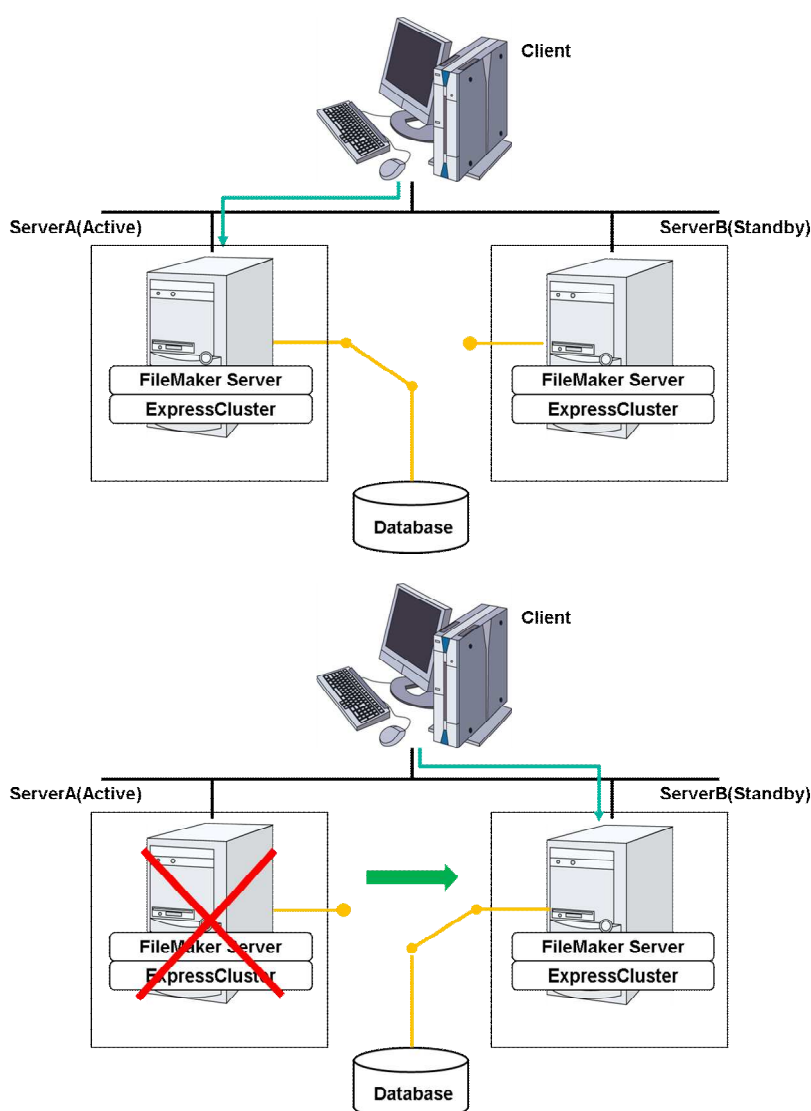 Client
ServerA(Active)
ServerB(Standby)
FileMaker Server
ExpressCluster
FileMaker Server
ExpressCluster
Database
Client
ServerA(Active)
ServerB(Standby)
FileMaker Server
ExpressCluster
FileMaker Server
ExpressCluster
Database